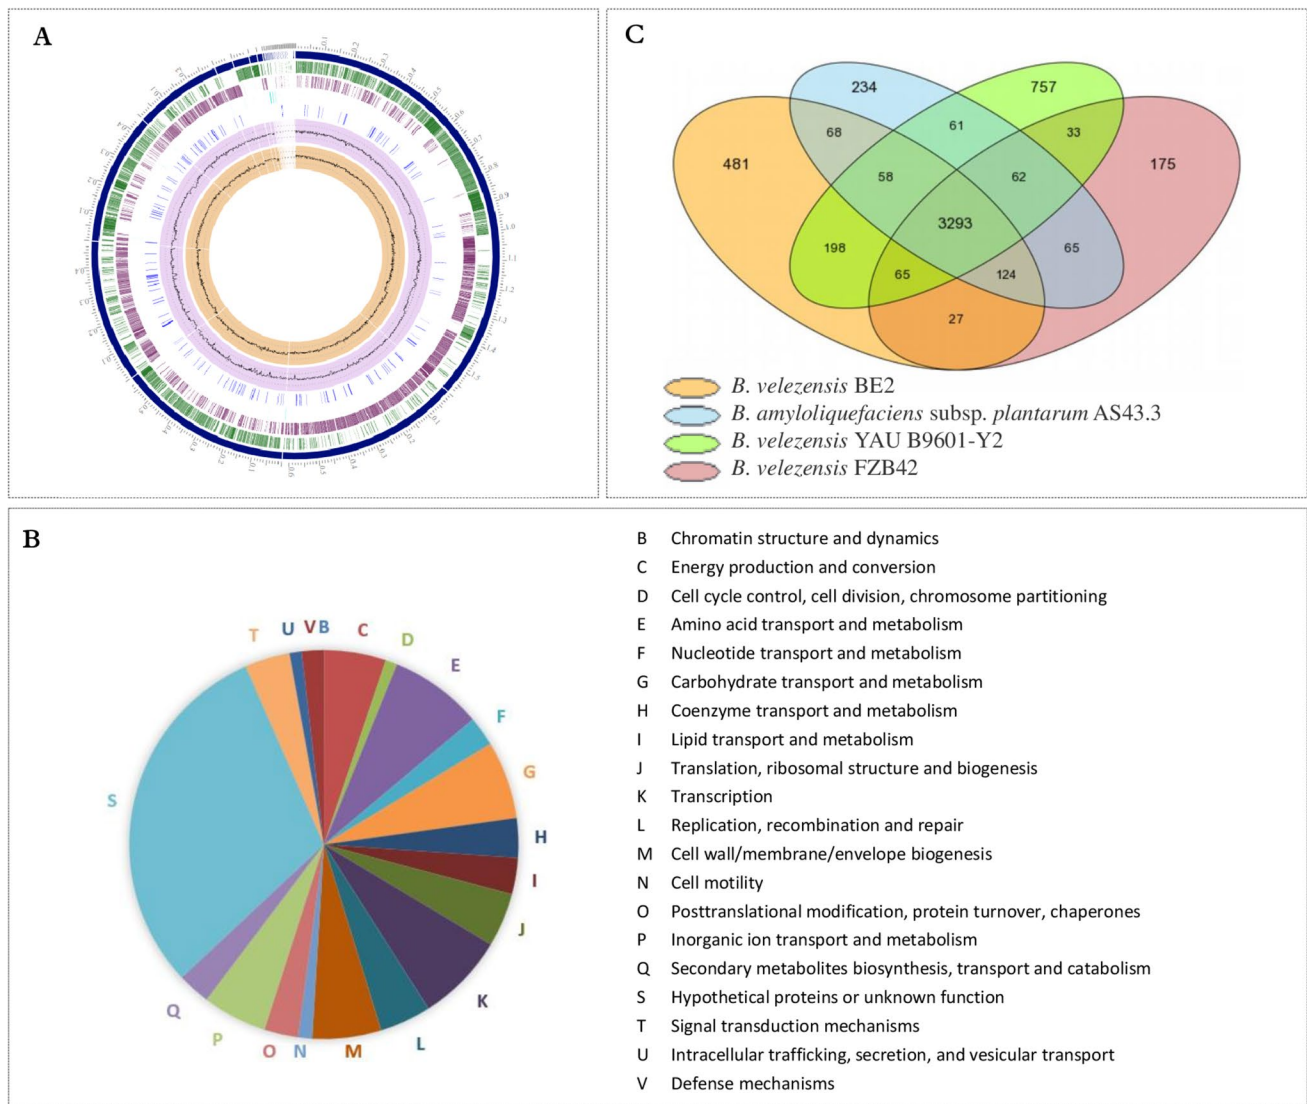 A
C
234
757
68
61
33
481
58
62
175
3293
198
65
65
124
27
B. velezensis BE2
B. amyloliquefaciens subsp. plantarum AS43.3
B. velezensis YAU B9601-Y2
B. velezensis FZB42
B
T U V B C D E F G H I J K L M N O P Q S
B Chromatin structure and dynamics
C Energy production and conversion
D Cell cycle control, cell division, chromosome partitioning
E Amino acid transport and metabolism
F Nucleotide transport and metabolism
G Carbohydrate transport and metabolism
H Coenzyme transport and metabolism
I Lipid transport and metabolism
J Translation, ribosomal structure and biogenesis
K Transcription
L Replication, recombination and repair
M Cell wall/membrane/envelope biogenesis
N Cell motility
O Posttranslational modification, protein turnover, chaperones
P Inorganic ion transport and metabolism
Q Secondary metabolites biosynthesis, transport and catabolism
S Hypothetical proteins or unknown function
T Signal transduction mechanisms
U Intracellular trafficking, secretion, and vesicular transport
V Defense mechanisms